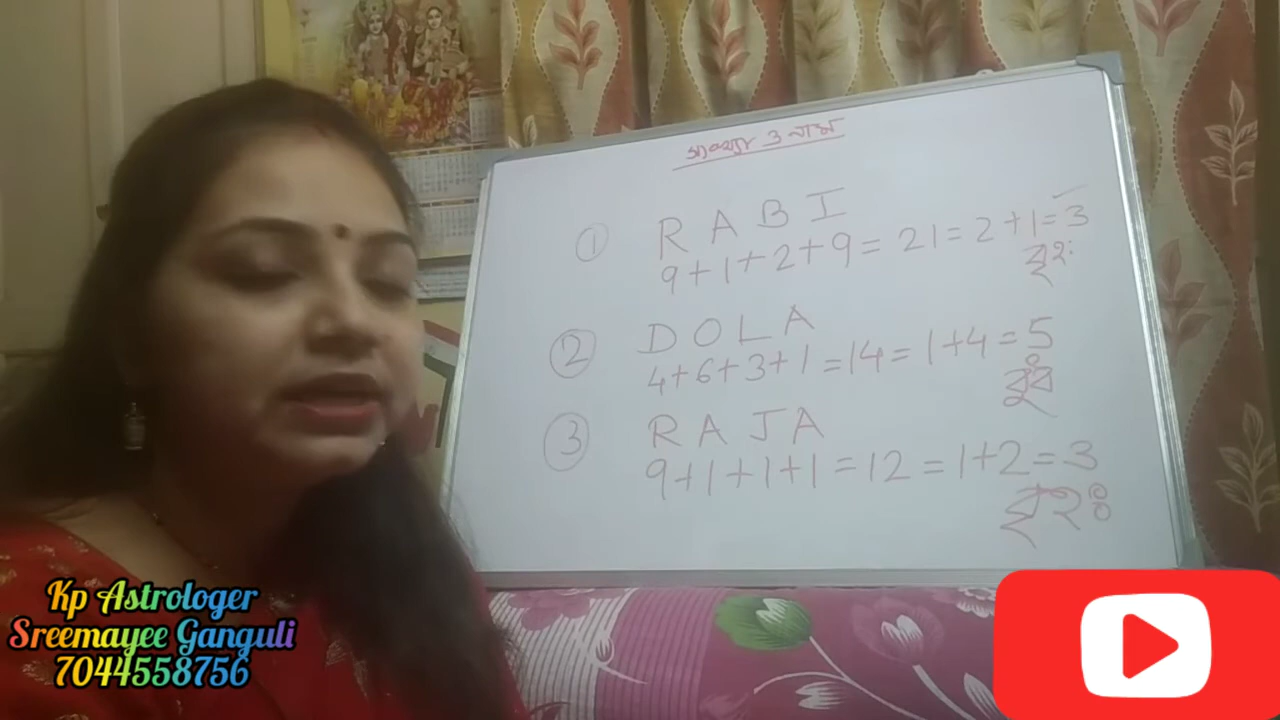 সংখ্যা ও নাম
① R A B I
9+1+2+9 = 21 = 2+1 = 3
বৃহঃ
② D O L A
4+6+3+1 = 14 = 1+4 = 5
③ R A J A
9+1+1+1 = 12 = 1+2 = 3
বৃহঃ
Kp Astrologer
Sreemayee Ganguli
7044558756